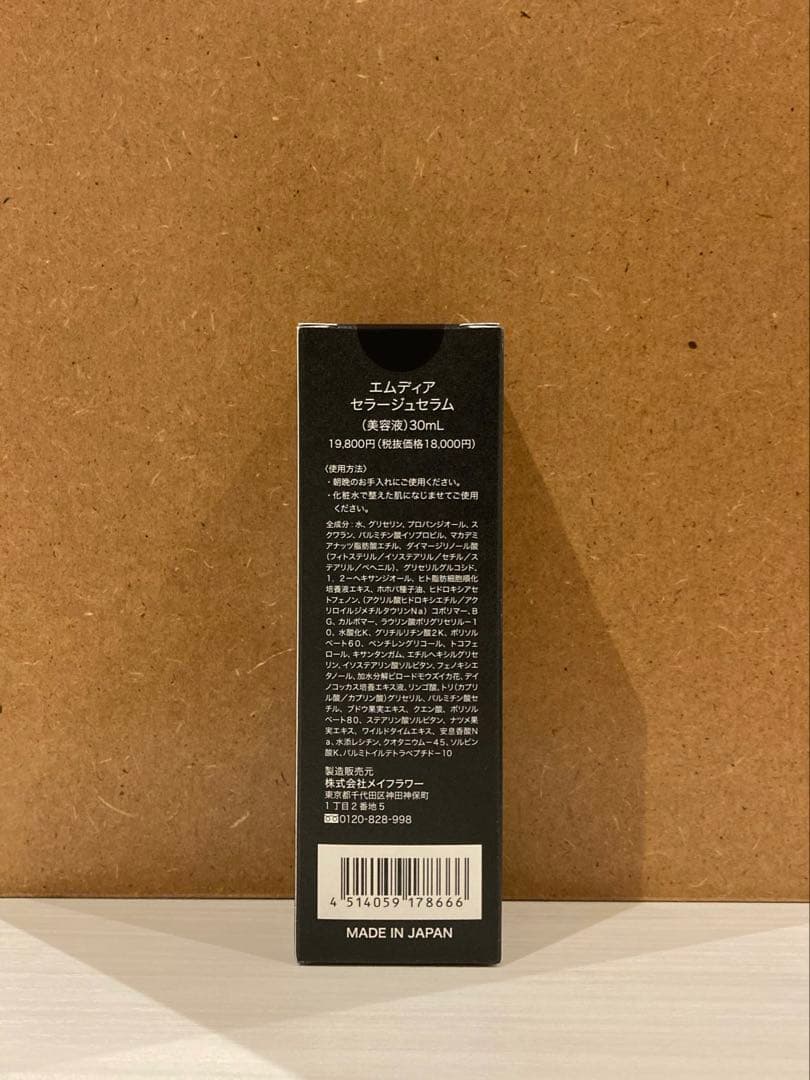 エムディア
セラージュセラム
（美容液）30mL
19,800円（税抜価格18,000円）
〈使用方法〉
・朝晩のお手入れにご使用ください。
・化粧水で整えた肌になじませてご使用
ください。
全成分：水、グリセリン、プロパンジオール、ス
クワラン、パルミチン酸イソプロピル、マカデミ
アナッツ脂肪酸エチル、ダイマージリノール酸
（フィトステリル／イソステアリル／セチル／ス
テアリル／ベヘニル）、グリセリルグルコシド、
1，2－ヘキサンジオール、ヒト脂肪細胞順化
培養液エキス、ホホバ種子油、ヒドロキシアセ
トフェノン、（アクリル酸ヒドロキシエチル／アク
リロイルジメチルタウリンNa）コポリマー、B
G、カルボマー、ラウリン酸ポリグリセリル－1
0、水酸化K、グリチルリチン酸2K、ポリソル
ベート60、ペンチレングリコール、トコフェ
ロール、キサンタンガム、エチルヘキシルグリセ
リン、イソステアリン酸ソルビタン、フェノキシエ
タノール、加水分解ビロードモウズイカ花、デイ
ノコッカス培養エキス液、リンゴ酸、トリ（カプリ
ル酸／カプリン酸）グリセリル、パルミチン酸セ
チル、ブドウ果実エキス、クエン酸、ポリソル
ベート80、ステアリン酸ソルビタン、ナツメ果
実エキス、ワイルドタイムエキス、安息香酸N
a、水添レシチン、クオタニウム－45、ソルビン
酸K、パルミトイルテトラペプチド－10
製造販売元
株式会社メイフラワー
東京都千代田区神田神保町
1丁目2番地5
0120-828-998
4 514059 178666
MADE IN JAPAN